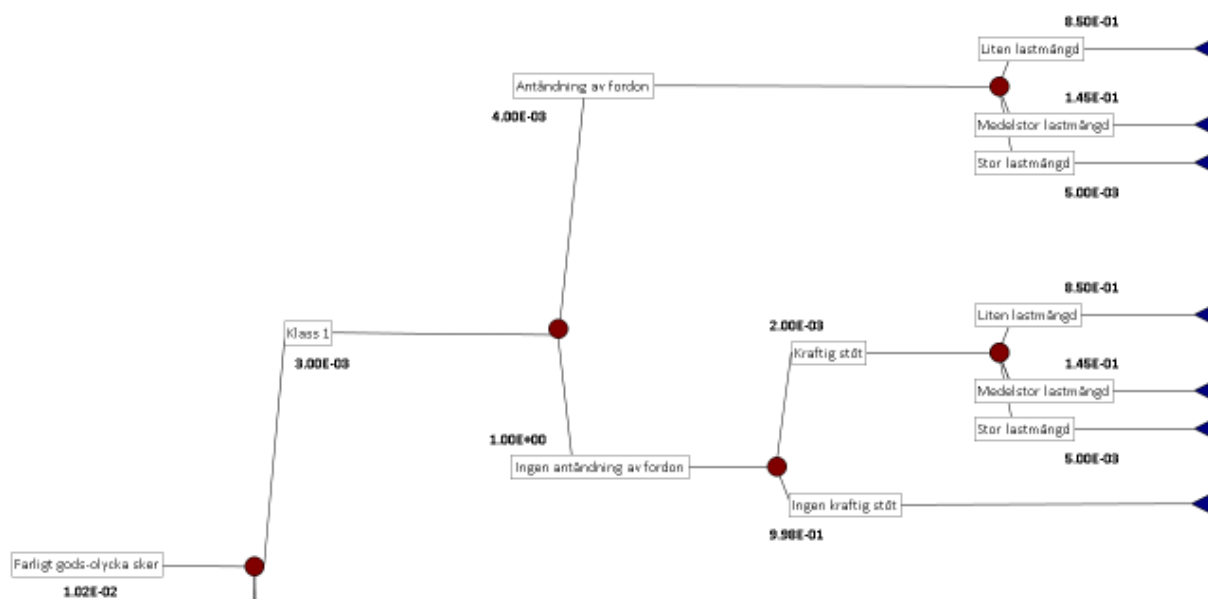 8.50E-01
Liten lastmängd
Antändning av fordon
4.00E-03
1.45E-01
Medelstor lastmängd
Stor lastmängd
5.00E-03
8.50E-01
Liten lastmängd
Klass 1
3.00E-03
2.00E-03
Kraftig stöt
1.45E-01
Medelstor lastmängd
Stor lastmängd
5.00E-03
1.00E+00
Ingen antändning av fordon
Ingen kraftig stöt
9.98E-01
Farligt gods-olycka sker
1.02E-02